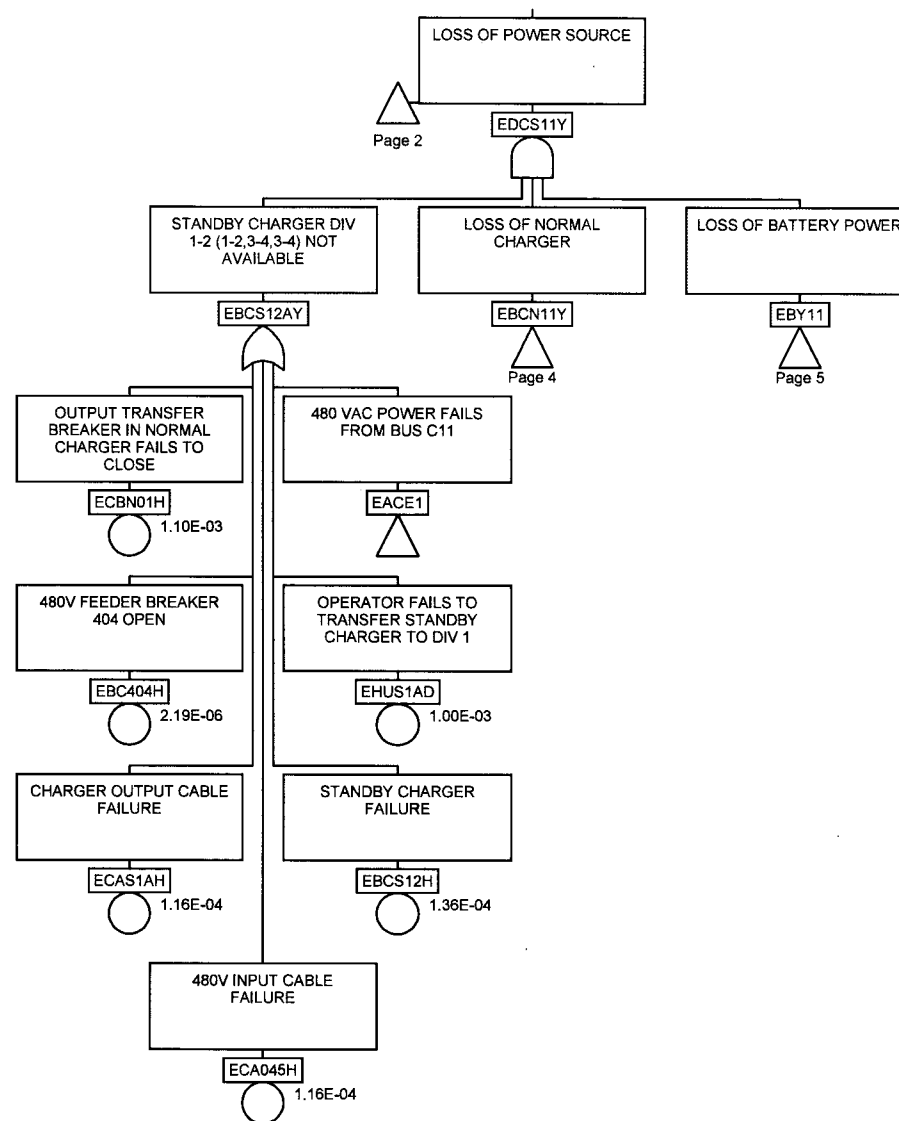 LOSS OF POWER SOURCE
Page 2
EDCS11Y
STANDBY CHARGER DIV
1-2 (1-2,3-4,3-4) NOT
AVAILABLE
LOSS OF NORMAL
CHARGER
LOSS OF BATTERY POWER
EBCS12AY
EBCN11Y
EBY11
Page 4
Page 5
OUTPUT TRANSFER
BREAKER IN NORMAL
CHARGER FAILS TO
CLOSE
480 VAC POWER FAILS
FROM BUS C11
ECBN01H
1.10E-03
EACE1
480V FEEDER BREAKER
404 OPEN
OPERATOR FAILS TO
TRANSFER STANDBY
CHARGER TO DIV 1
EBC404H
2.19E-06
EHUS1AD
1.00E-03
CHARGER OUTPUT CABLE
FAILURE
STANDBY CHARGER
FAILURE
ECAS1AH
1.16E-04
EBCS12H
1.36E-04
480V INPUT CABLE
FAILURE
ECA045H
1.16E-04